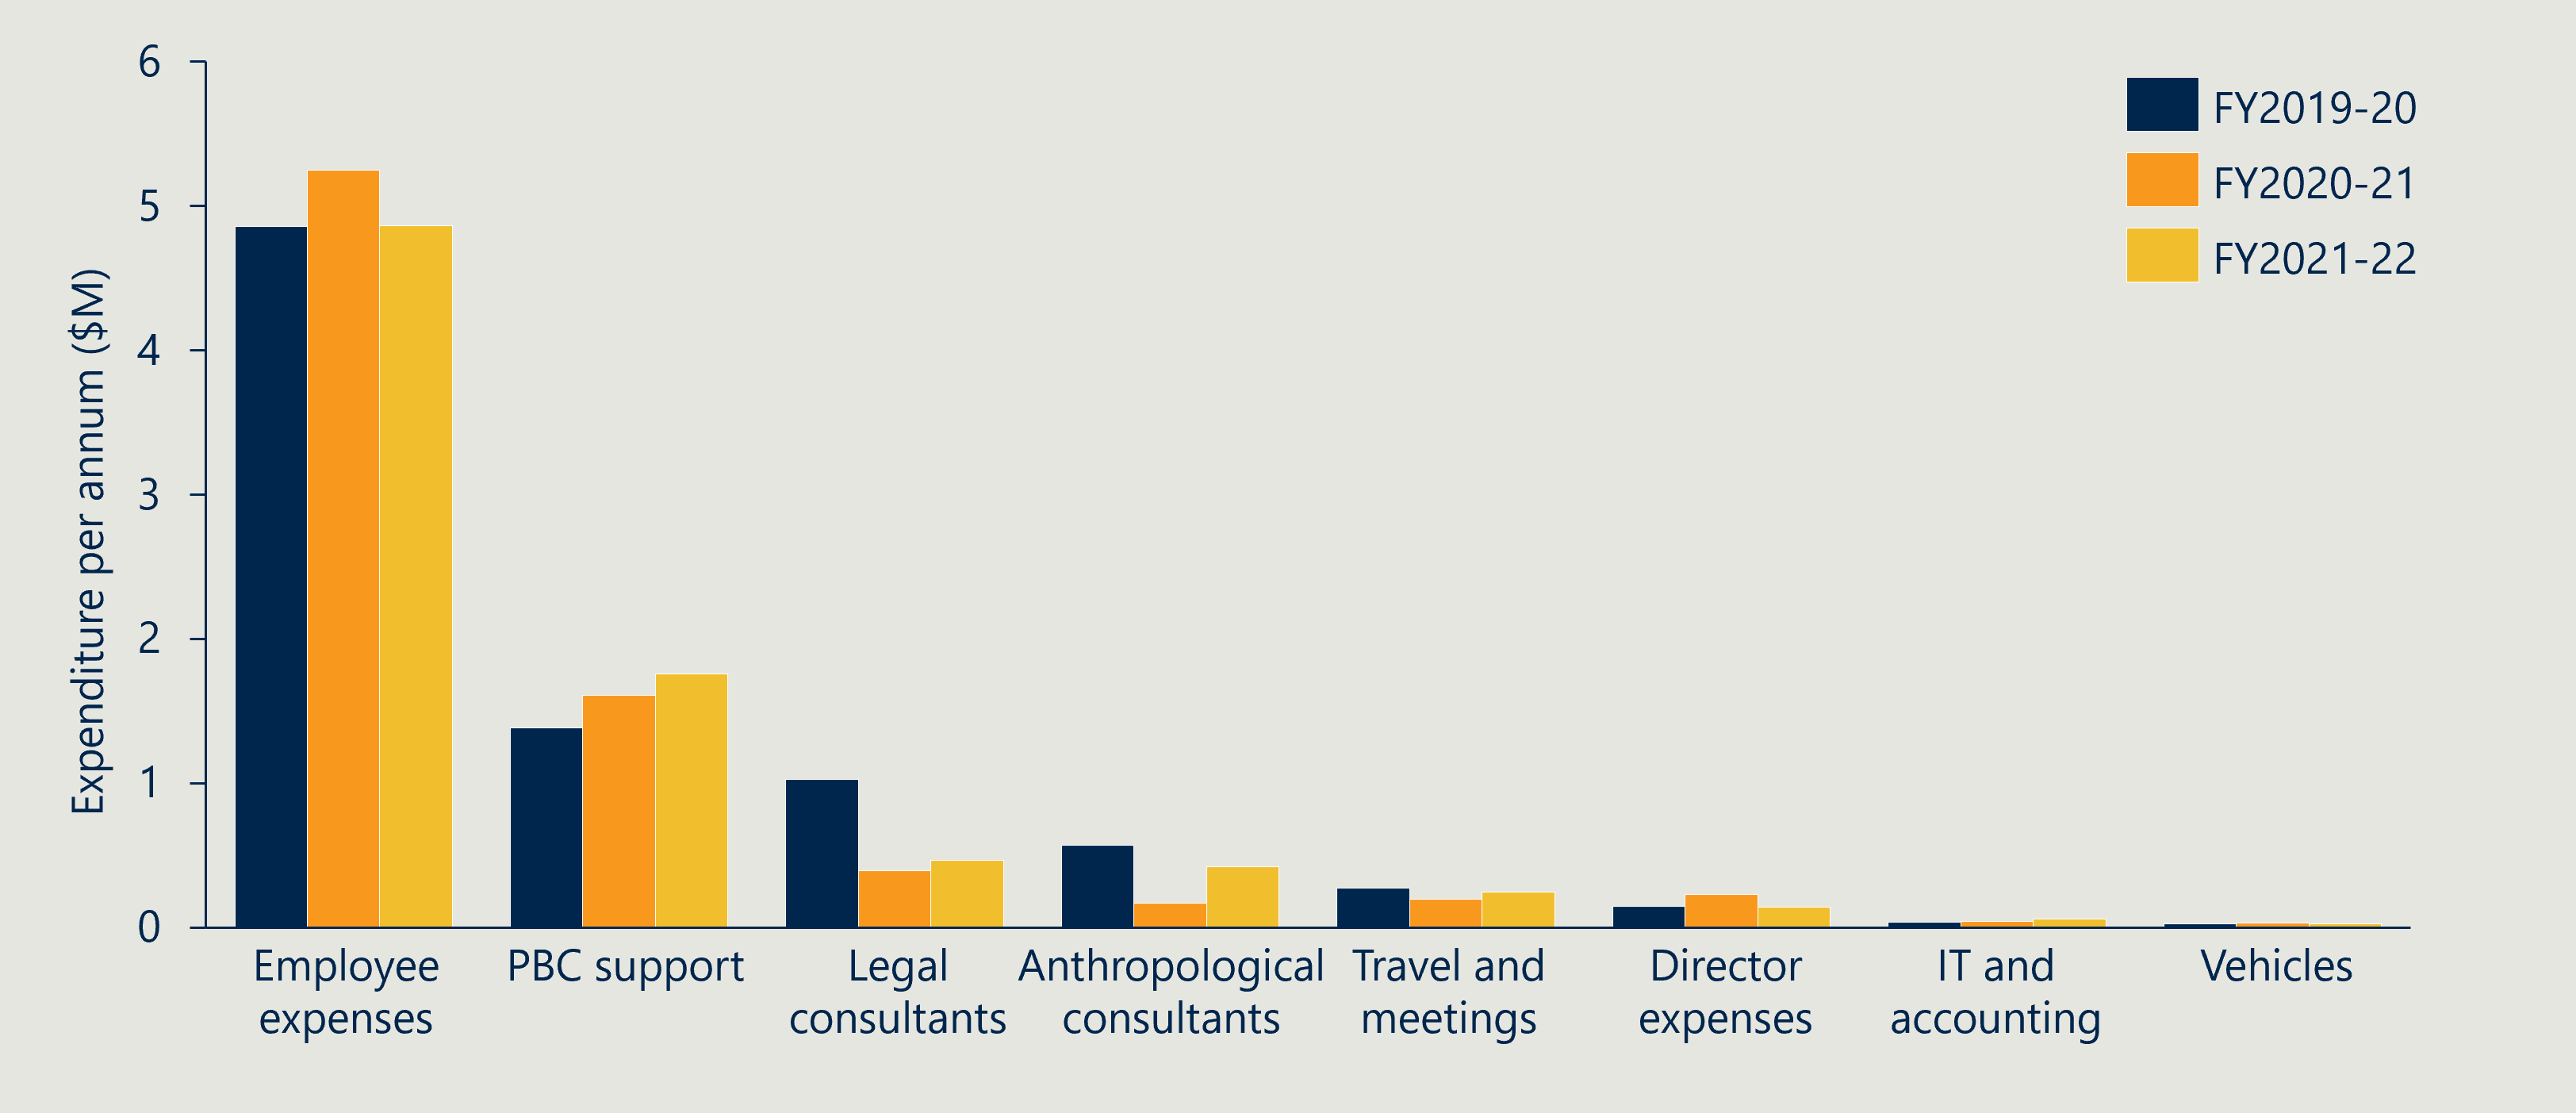 Expenditure per annum ($M)
6
5
4
3
2
1
0
FY2019-20
FY2020-21
FY2021-22
Employee
expenses
PBC support
Legal
consultants
Anthropological
consultants
Travel and
meetings
Director
expenses
IT and
accounting
Vehicles